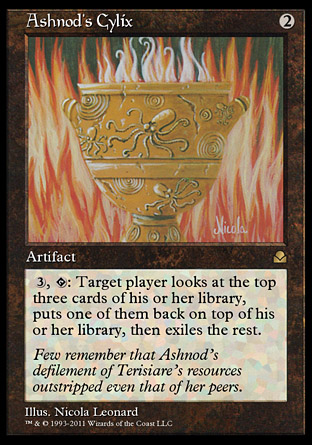 Ashnod's Cylix 2
Nicola
Artifact
3, : Target player looks at the top
three cards of his or her library,
puts one of them back on top of his
or her library, then exiles the rest.
Few remember that Ashnod's
defilement of Terisiare's resources
outstripped even that of her peers.
Illus. Nicola Leonard
™ & © 1993-2011 Wizards of the Coast LLC